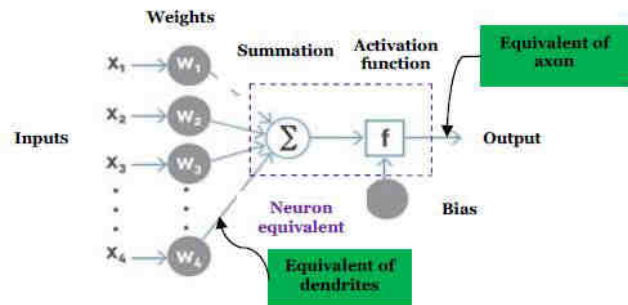 Weights
Summation
Activation
function
Equivalent of
axon
Inputs
x₁
w₁
x₂
w₂
x₃
w₃
x₄
w₄
Σ
f
Output
Bias
Neuron
equivalent
Equivalent of
dendrites